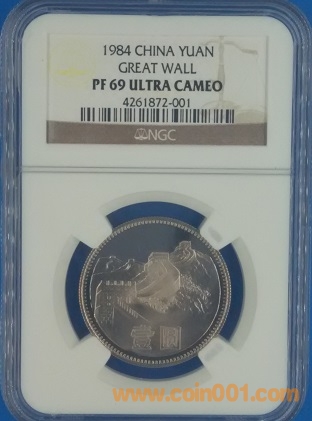 1984 CHINA YUAN
GREAT WALL
PF 69 ULTRA CAMEO
4261872-001
NGC
壹圆
www.coin001.com